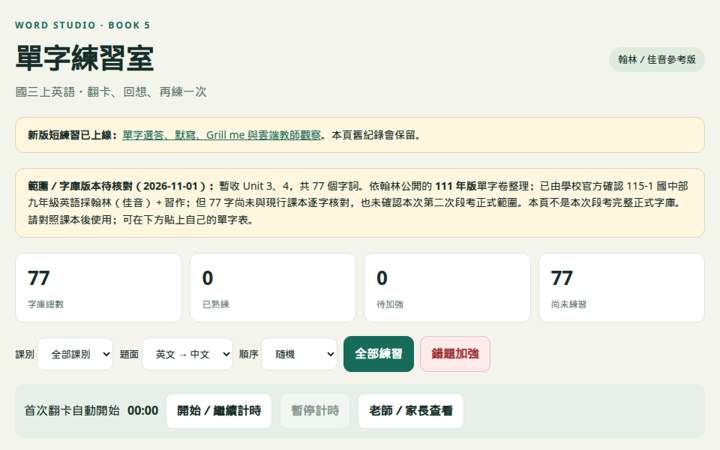 WORD STUDIO · BOOK 5
單字練習室
翰林 / 佳音參考版
國三上英語・翻卡、回想、再練一次
新版短練習已上線：單字選答、默寫、Grill me 與雲端教師觀察。本頁舊紀錄會保留。
範圍 / 字庫版本待核對（2026-11-01）：暫收 Unit 3、4，共 77 個字詞。依翰林公開的 111 年版單字卷整理；已由學校官方確認 115-1 國中部
九年級英語採翰林（佳音）+ 習作；但 77 字尚未與現行課本逐字核對，也未確認本次第二次段考正式範圍。本頁不是本次段考完整正式字庫。
請對照課本後使用；可在下方貼上自己的單字表。
77 0 0 77
字庫總數 已熟練 待加強 尚未練習
課別 全部課別 題面 英文 → 中文 順序 隨機 全部練習 錯題加強
首次翻卡自動開始 00:00 開始 / 繼續計時 暫停計時 老師 / 家長查看